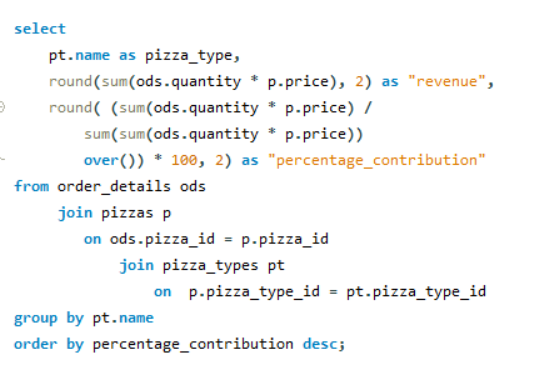 select
pt.name as pizza_type,
round(sum(ods.quantity * p.price), 2) as "revenue",
round( (sum(ods.quantity * p.price) /
sum(sum(ods.quantity * p.price))
over()) * 100, 2) as "percentage_contribution"
from order_details ods
join pizzas p
on ods.pizza_id = p.pizza_id
join pizza_types pt
on  p.pizza_type_id = pt.pizza_type_id
group by pt.name
order by percentage_contribution desc;